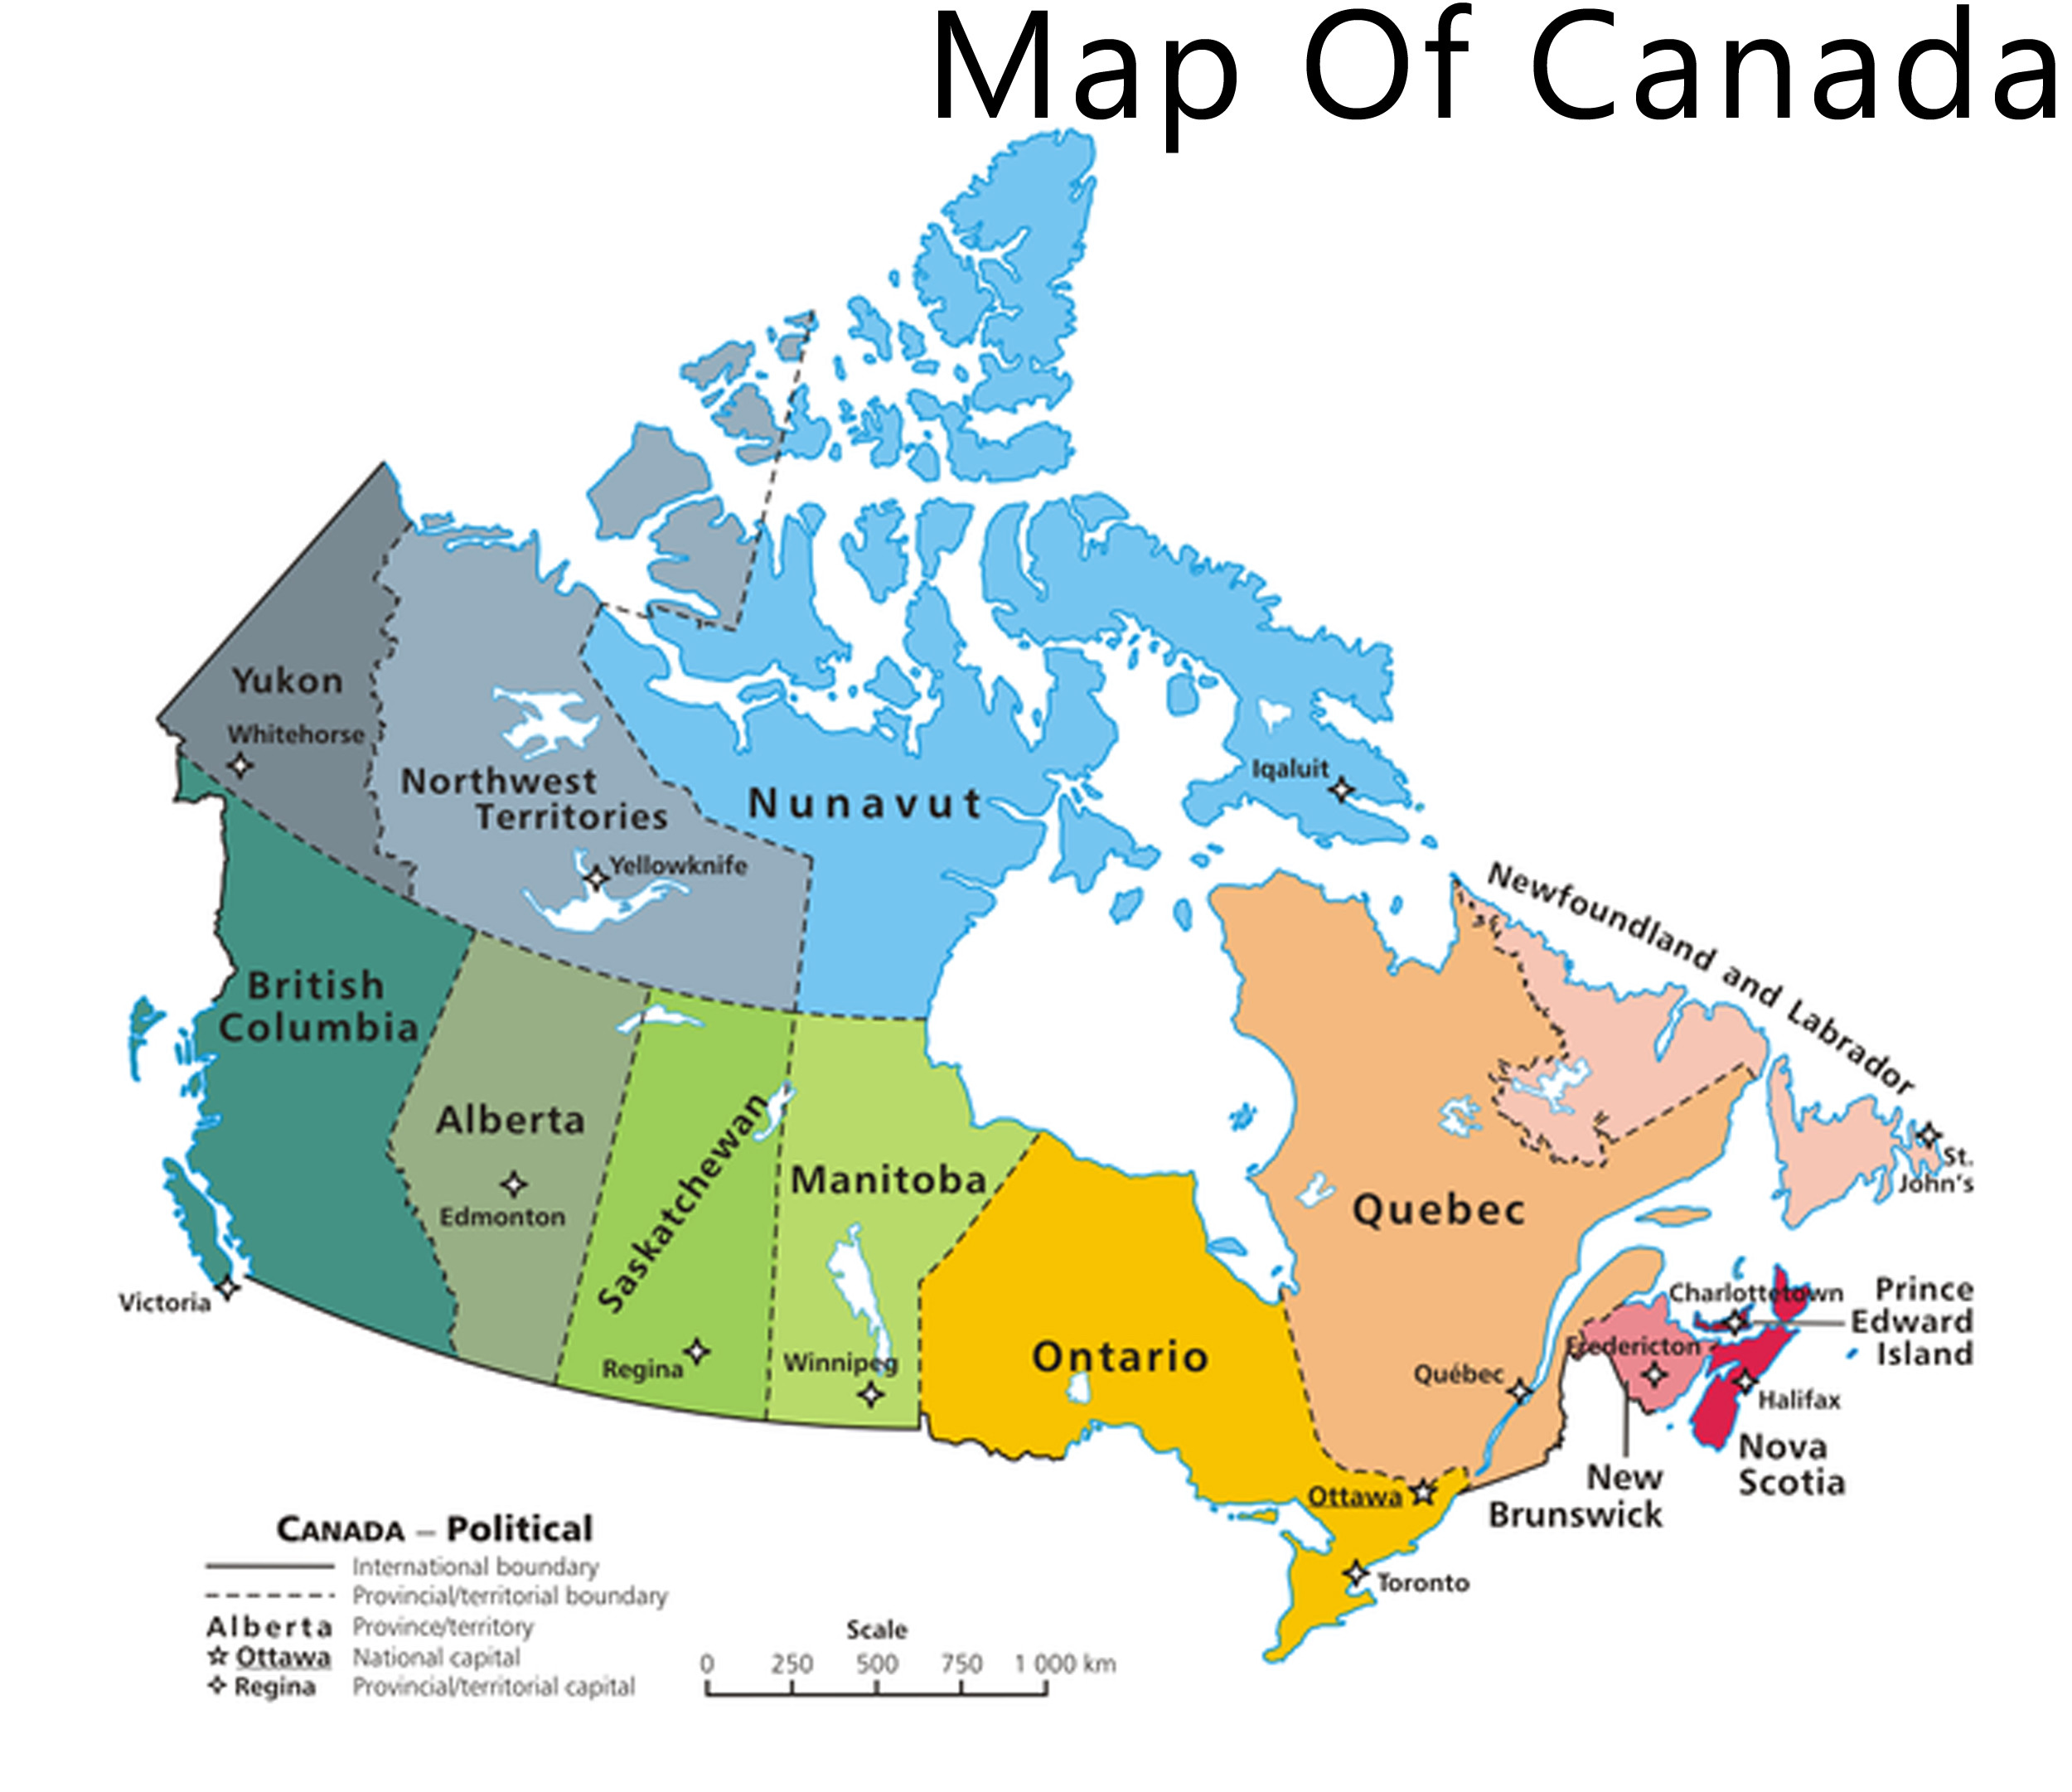 Map Of Canada
Yukon
Whitehorse
Northwest
Territories
Yellowknife
Nunavut
Iqaluit
Newfoundland and Labrador
St.
John's
British
Columbia
Victoria
Alberta
Edmonton
Saskatchewan
Regina
Manitoba
Winnipeg
Ontario
Ottawa
Toronto
Quebec
Québec
Charlottetown
Prince
Edward
Island
Fredericton
Halifax
Nova
Scotia
New
Brunswick
CANADA – Political
International boundary
Provincial/territorial boundary
Alberta Province/territory
Ottawa National capital
Regina Provincial/territorial capital
Scale
0 250 500 750 1 000 km